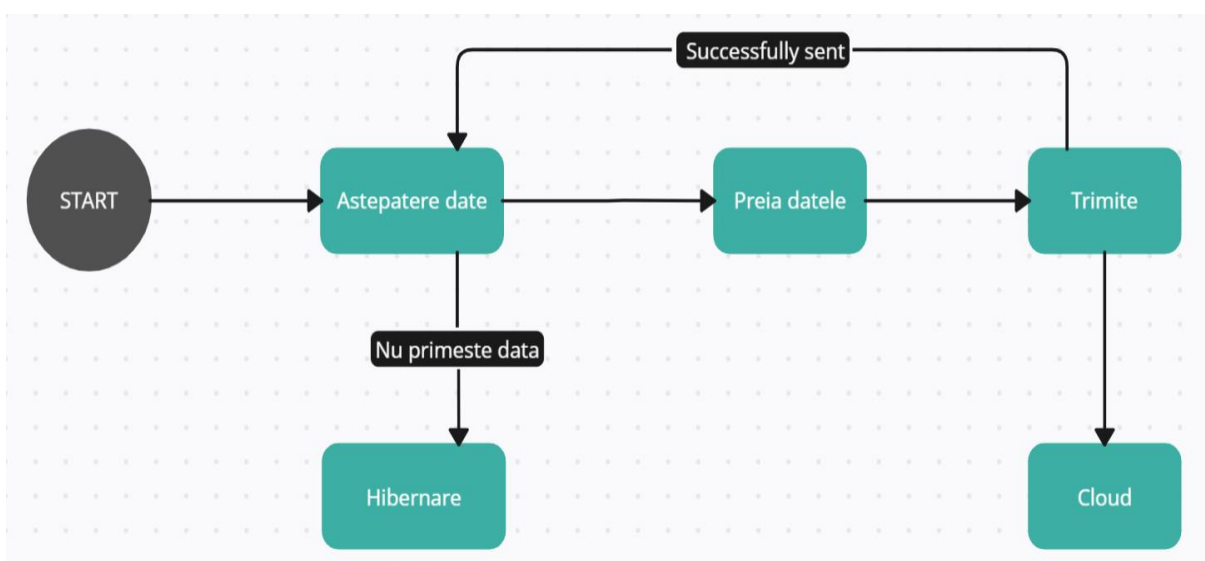 Successfully sent
START
Astepatere date
Preia datele
Trimite
Nu primeste data
Hibernare
Cloud